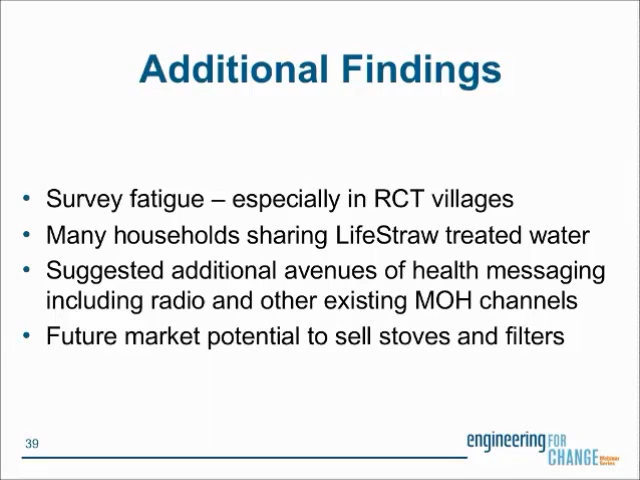 Additional Findings
• Survey fatigue – especially in RCT villages
• Many households sharing LifeStraw treated water
• Suggested additional avenues of health messaging
including radio and other existing MOH channels
• Future market potential to sell stoves and filters
39
engineering FOR
CHANGE Webinar
Series